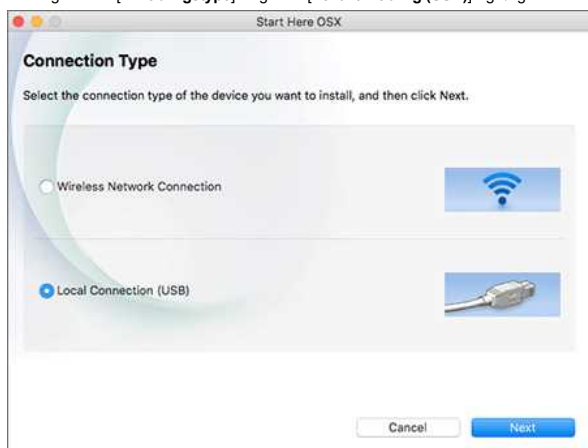 Start Here OSX
Connection Type
Select the connection type of the device you want to install, and then click Next.
Wireless Network Connection
Local Connection (USB)
Cancel Next